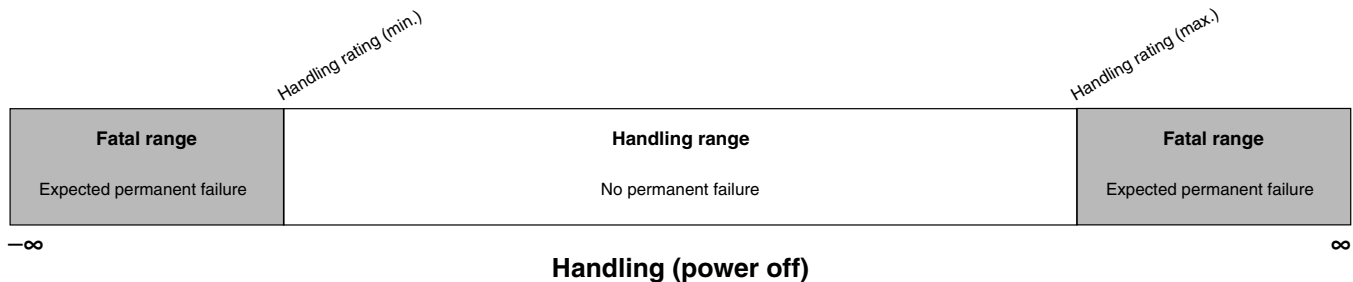 Handling rating (min.)
Handling rating (max.)
Fatal range
Handling range
Fatal range
Expected permanent failure
No permanent failure
Expected permanent failure
–∞
∞
Handling (power off)